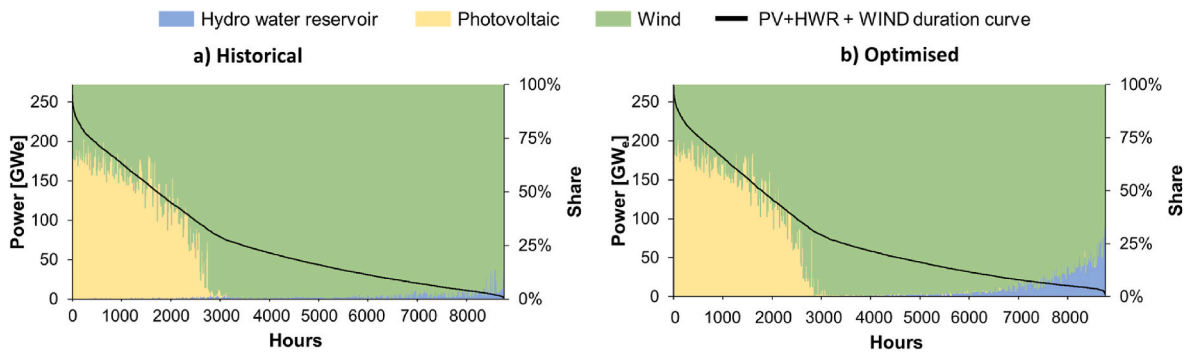 Hydro water reservoir Photovoltaic Wind PV+HWR + WIND duration curve
a) Historical
Power [GWe]
250
200
150
100
50
0
100%
75%
50%
25%
0%
Share
0 1000 2000 3000 4000 5000 6000 7000 8000
Hours
b) Optimised
Power [GWₑ]
250
200
150
100
50
0
100%
75%
50%
25%
0%
Share
0 1000 2000 3000 4000 5000 6000 7000 8000
Hours